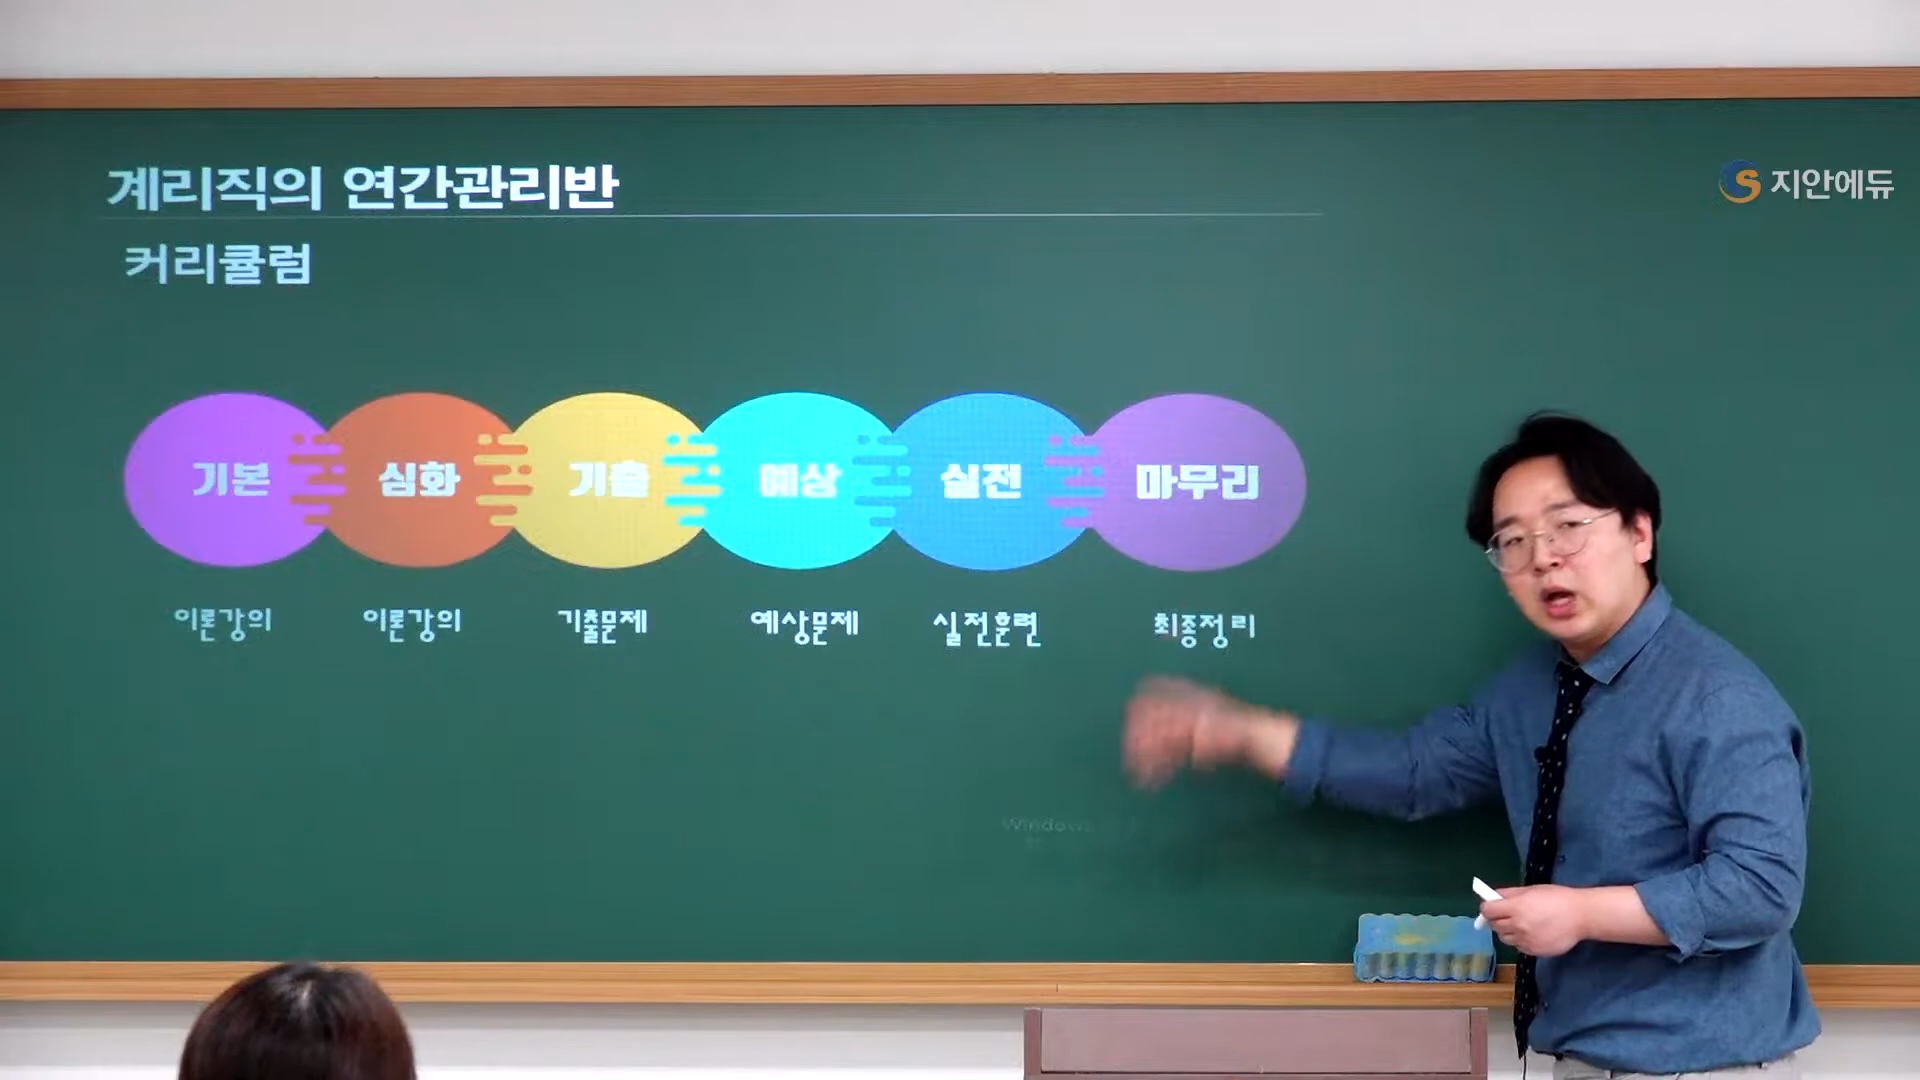 계리직의 연간관리반
지안에듀
커리큘럼
기본 심화 기출 예상 실전 마무리
이론강의 이론강의 기출문제 예상문제 실전훈련 최종정리
Windows